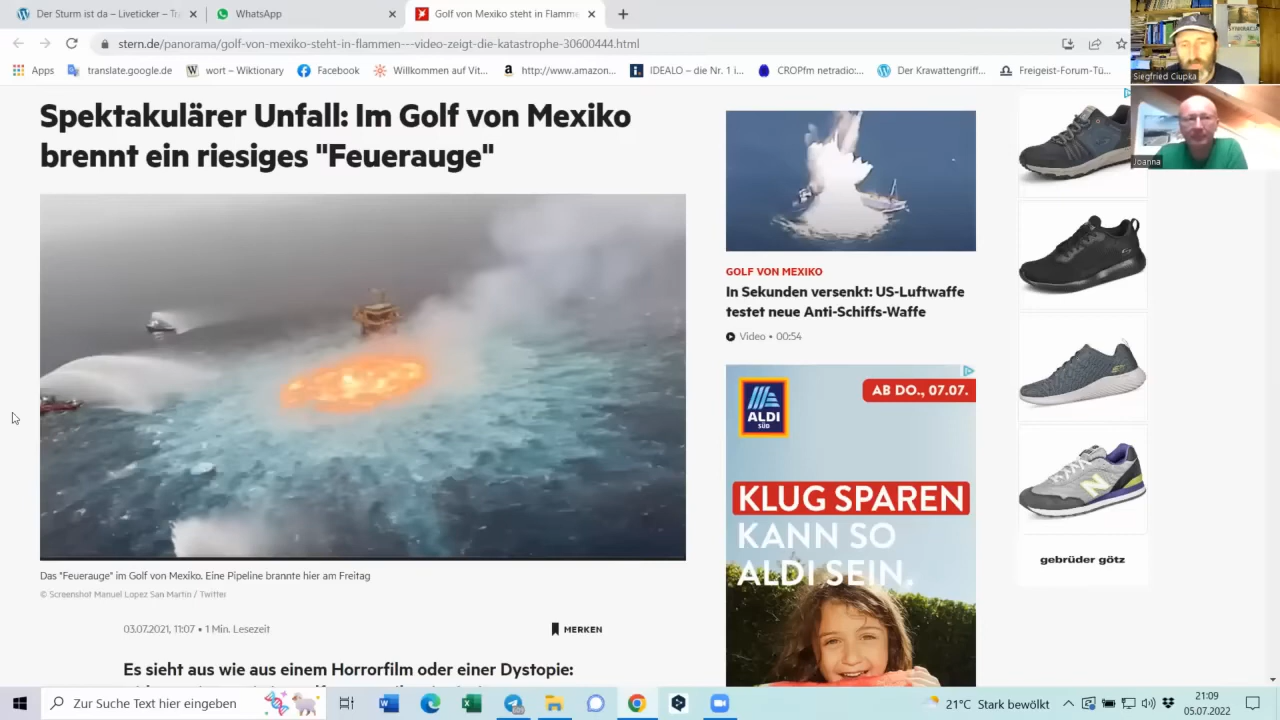 Der Sturm ist da – Liveticker - Tr
WhatsApp
Golf von Mexiko steht in Flamme
stern.de/panorama/golf-von-mexiko-steht-in-flammen---video-zeigt-die-katastrophe-30600444.html
Apps
translate.google.de
wort – Wiktionary
Facebook
Willkommen auf Vit...
http://www.amazon...
IDEALO – die Nr. 1 i...
CROPfm netradio:...
Der Krawattengriff...
Freigeist-Forum-Tü...
Siegfried Ciupka
Joanna
Spektakulärer Unfall: Im Golf von Mexiko
brennt ein riesiges "Feuerauge"
Das "Feuerauge" im Golf von Mexiko. Eine Pipeline brannte hier am Freitag
© Screenshot Manuel Lopez San Martin / Twitter
03.07.2021, 11:07 • 1 Min. Lesezeit
MERKEN
Es sieht aus wie aus einem Horrorfilm oder einer Dystopie:
GOLF VON MEXIKO
In Sekunden versenkt: US-Luftwaffe
testet neue Anti-Schiffs-Waffe
Video • 00:54
ALDI
SÜD
AB DO., 07.07.
KLUG SPAREN
KANN SO
ALDI SEIN.
gebrüder götz
Zur Suche Text hier eingeben
21°C Stark bewölkt
21:09
05.07.2022